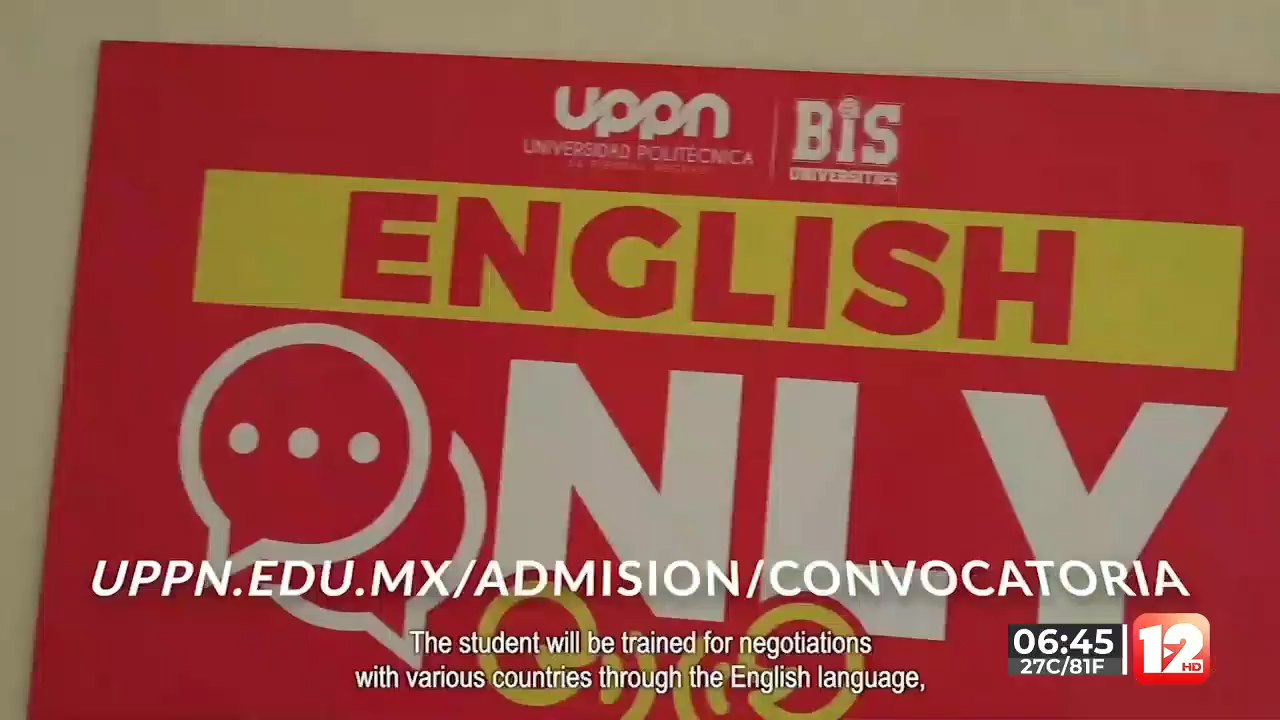 uppn
UNIVERSIDAD POLITÉCNICA
BIS
UNIVERSITIES
ENGLISH
ONLY
UPPN.EDU.MX/ADMISION/CONVOCATORIA
The student will be trained for negotiations
with various countries through the English language,
06:45
27C/81F
12
HD